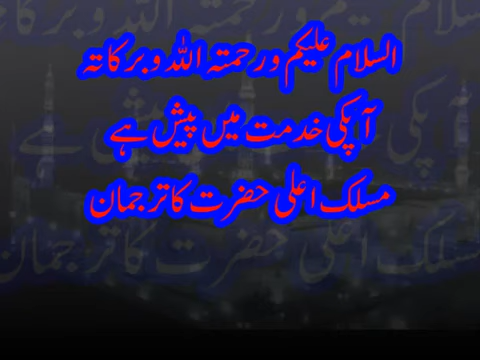 السلام علیکم ورحمتہ اللہ وبرکاتہ
آپکی خدمت میں پیش ہے
مسلک اعلی حضرت کا ترجمان